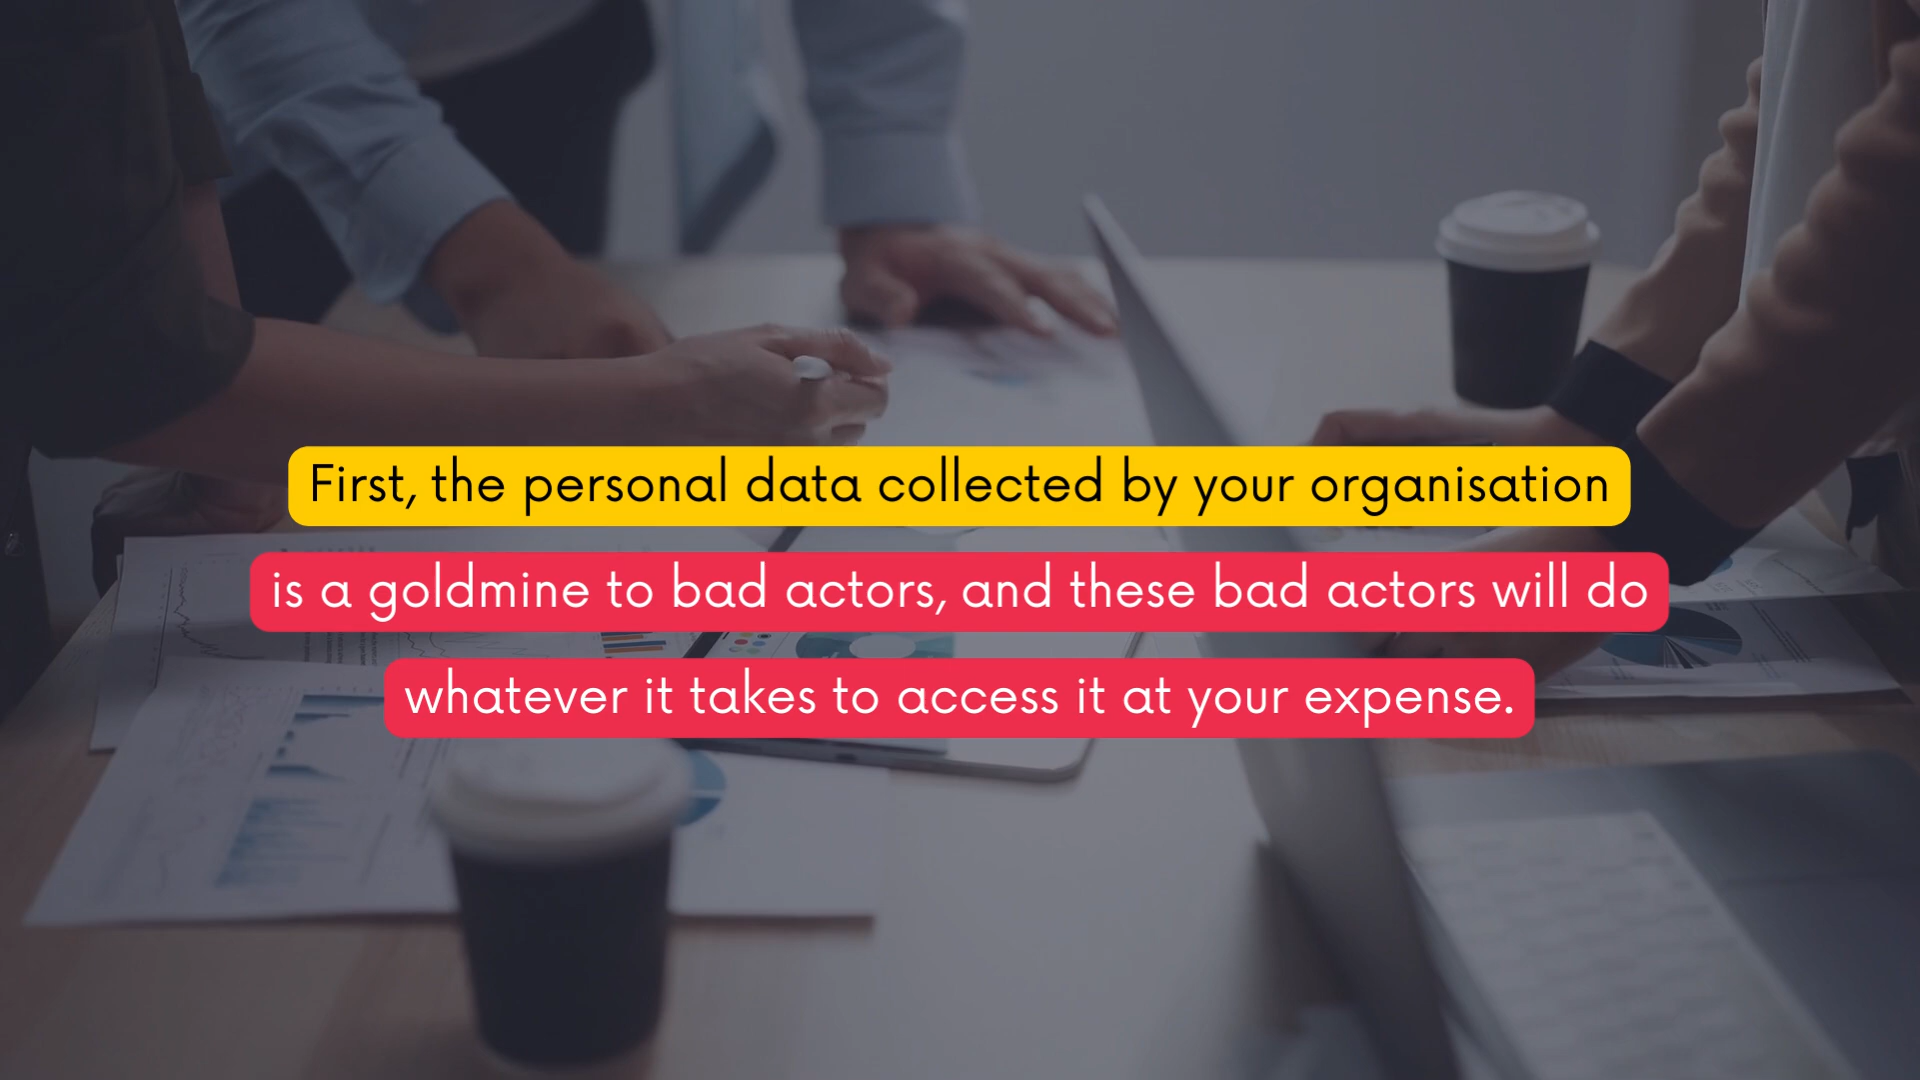 First, the personal data collected by your organisation
is a goldmine to bad actors, and these bad actors will do
whatever it takes to access it at your expense.